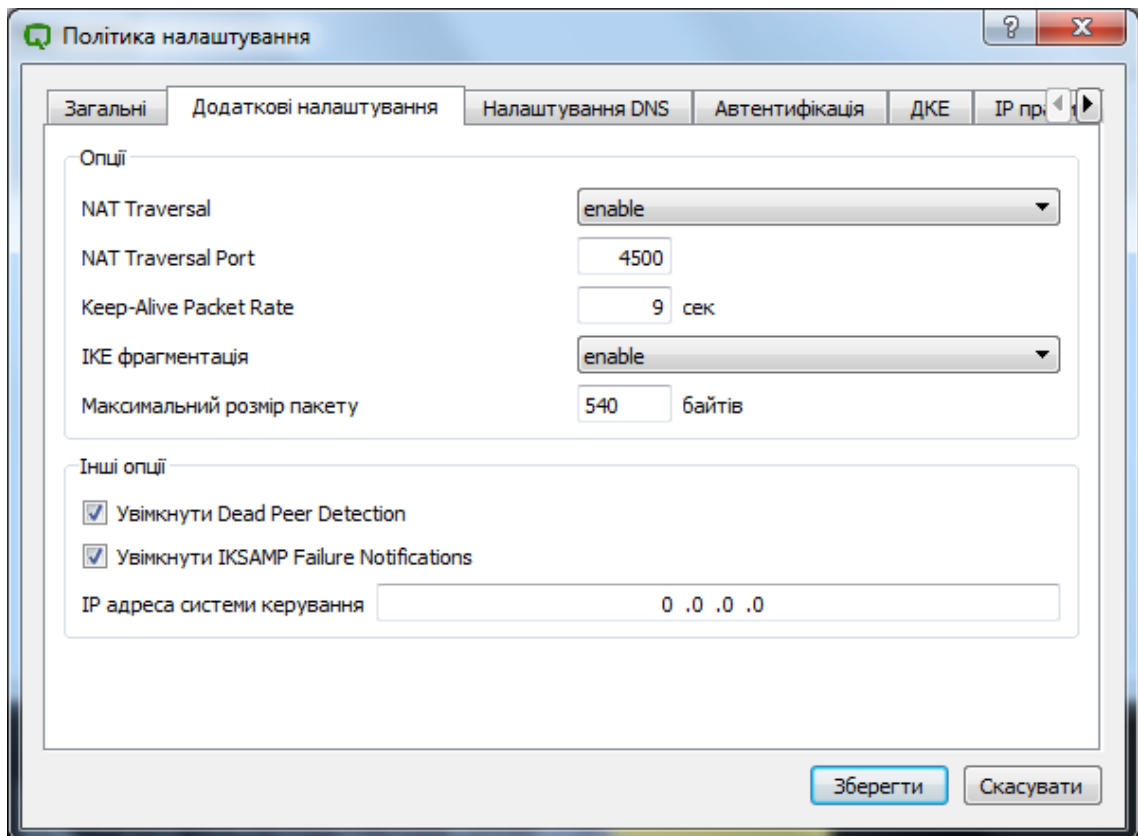 Політика налаштування
Загальні Додаткові налаштування Налаштування DNS Автентифікація ДКЕ IP
Опції
NAT Traversal enable
NAT Traversal Port 4500
Keep-Alive Packet Rate 9 сек
IKE фрагментація enable
Максимальний розмір пакету 540 байтів
Інші опції
Увімкнути Dead Peer Detection
Увімкнути IKSAMP Failure Notifications
IP адреса системи керування 0 .0 .0 .0
Зберегти Скасувати